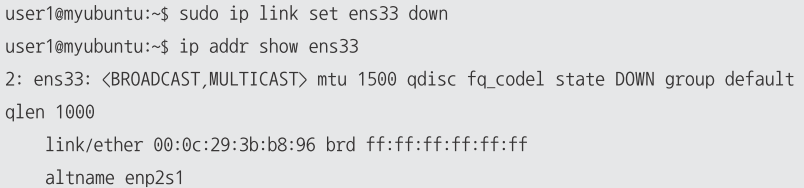 user1@myubuntu:~$ sudo ip link set ens33 down
user1@myubuntu:~$ ip addr show ens33
2: ens33: <BROADCAST,MULTICAST> mtu 1500 qdisc fq_codel state DOWN group default
qlen 1000
    link/ether 00:0c:29:3b:b8:96 brd ff:ff:ff:ff:ff:ff
    altname enp2s1